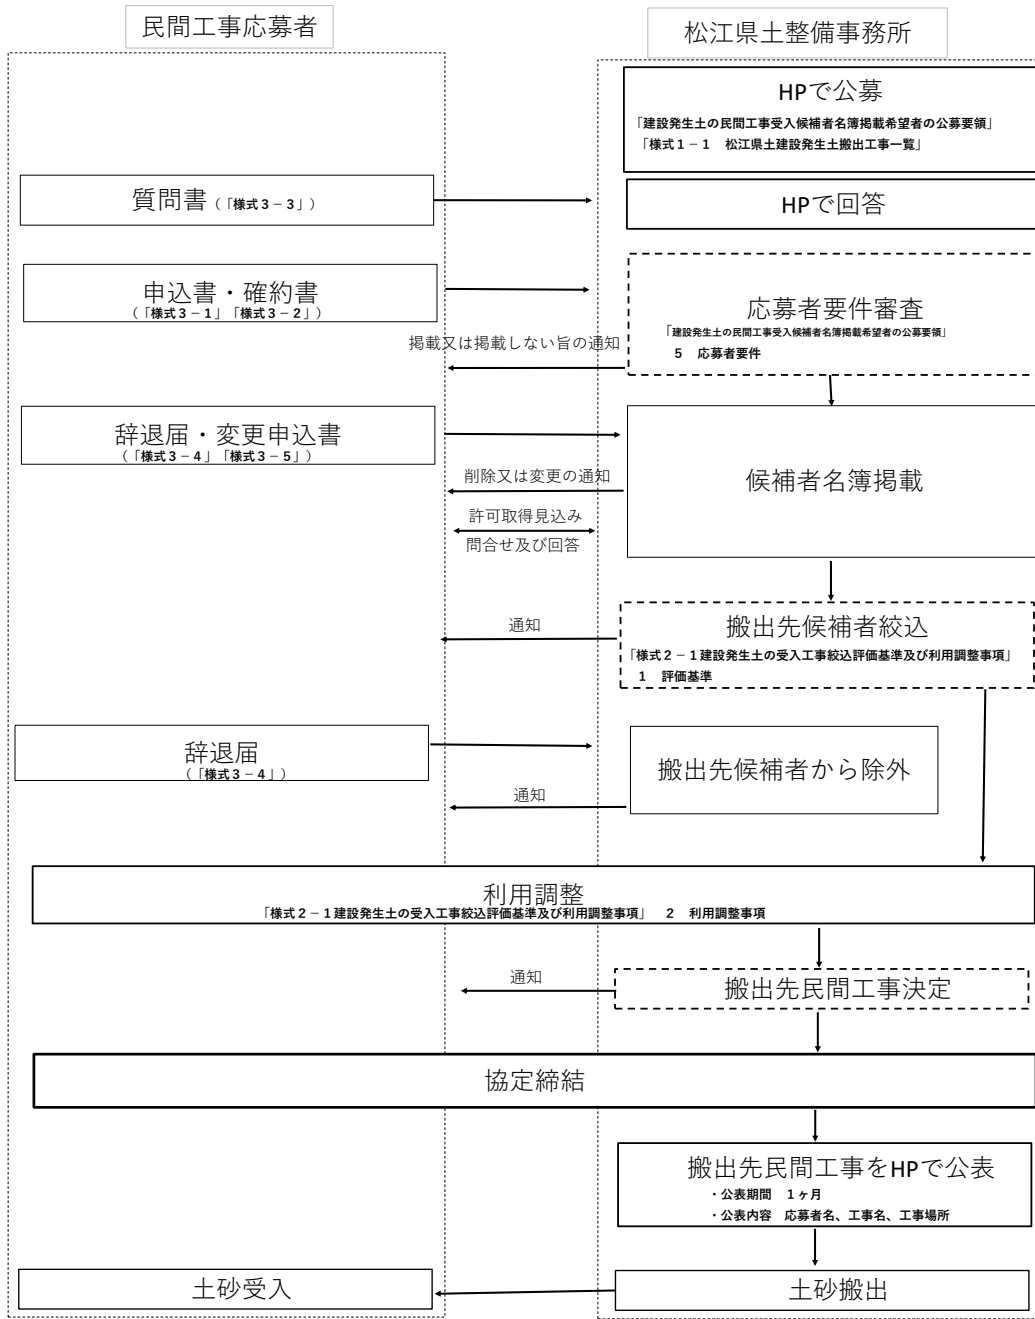 民間工事応募者
松江県土整備事務所
HPで公募
「建設発生土の民間工事受入候補者名簿掲載希望者の公募要領」
「様式１－１　松江県土建設発生土搬出工事一覧」
質問書（「様式３－３」）
HPで回答
申込書・確約書
（「様式３－１」「様式３－２」）
応募者要件審査
「建設発生土の民間工事受入候補者名簿掲載希望者の公募要領」
５　応募者要件
掲載又は掲載しない旨の通知
辞退届・変更申込書
（「様式３－４」「様式３－５」）
候補者名簿掲載
削除又は変更の通知
許可取得見込み
問合せ及び回答
搬出先候補者絞込
「様式２－１建設発生土の受入工事絞込評価基準及び利用調整事項」
１　評価基準
通知
辞退届
（「様式３－４」）
搬出先候補者から除外
通知
利用調整
「様式２－１建設発生土の受入工事絞込評価基準及び利用調整事項」　２　利用調整事項
通知
搬出先民間工事決定
協定締結
搬出先民間工事をHPで公表
・公表期間　１ヶ月
・公表内容　応募者名、工事名、工事場所
土砂受入
土砂搬出